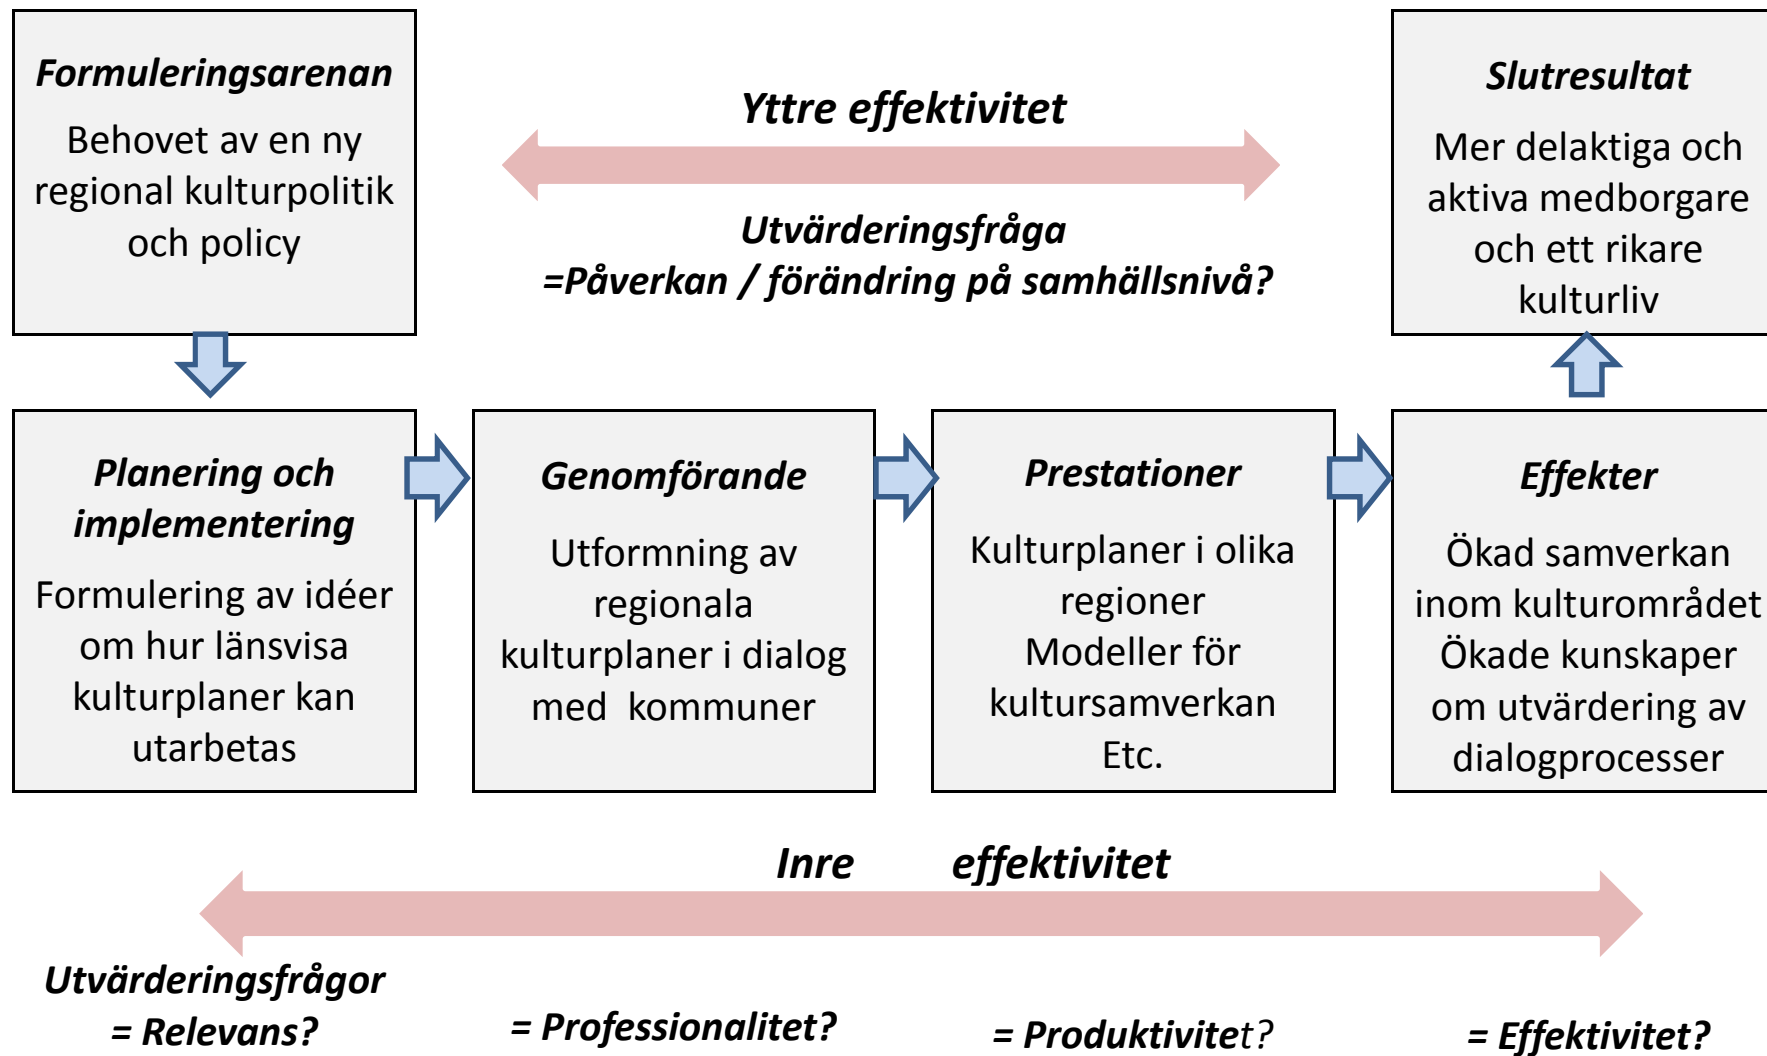 Formuleringsarenan
Behovet av en ny
regional kulturpolitik
och policy
Yttre effektivitet
Utvärderingsfråga
=Påverkan / förändring på samhällsnivå?
Slutresultat
Mer delaktiga och
aktiva medborgare
och ett rikare
kulturliv
Planering och
implementering
Formulering av idéer
om hur länsvisa
kulturplaner kan
utarbetas
Genomförande
Utformning av
regionala
kulturplaner i dialog
med kommuner
Prestationer
Kulturplaner i olika
regioner
Modeller för
kultursamverkan
Etc.
Effekter
Ökad samverkan
inom kulturområdet
Ökade kunskaper
om utvärdering av
dialogprocesser
Inre effektivitet
Utvärderingsfrågor
= Relevans?
= Professionalitet?
= Produktivitet?
= Effektivitet?